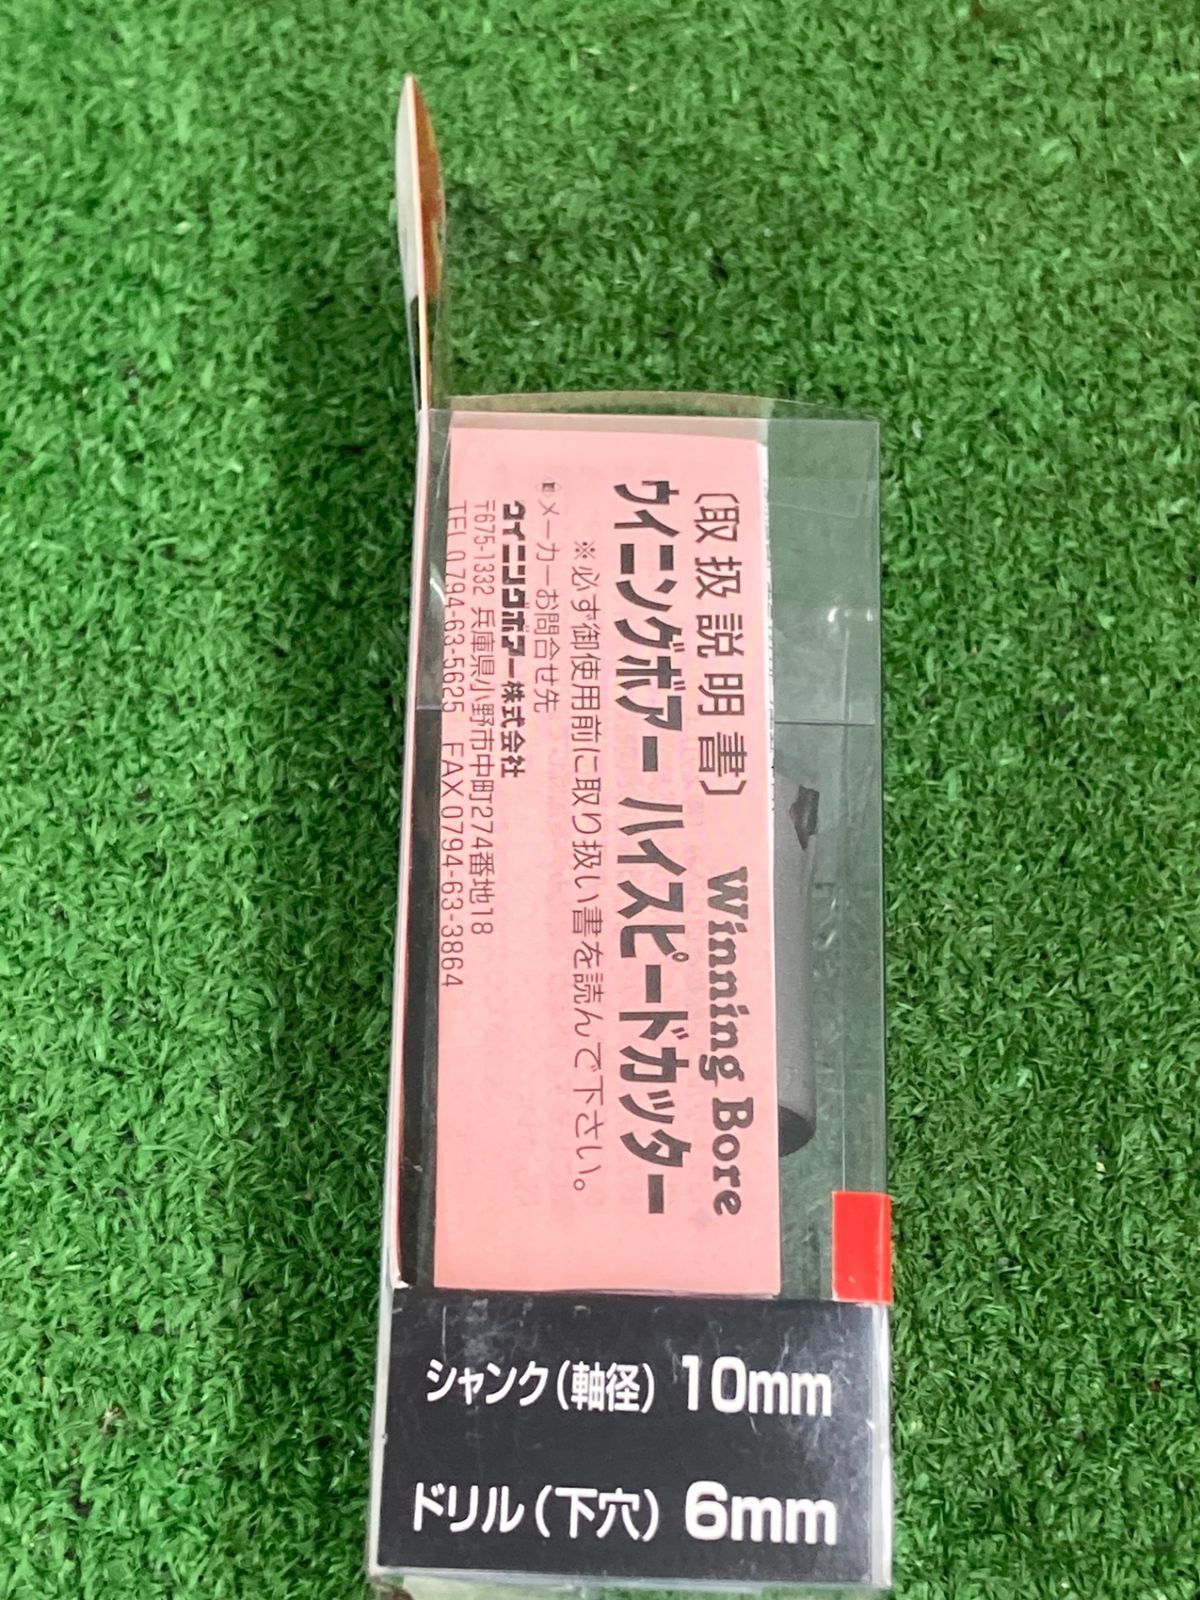 〔取扱説明書〕 Winning Bore
ウイニングボアー ハイスピードカッター
※必ず御使用前に取り扱い書を読んで下さい。
メーカーお問合せ先
ウイニングボアー株式会社
〒675-1332 兵庫県小野市中町274番地18
TEL 0794-63-5625 FAX 0794-63-3864
シャンク（軸径） 10mm
ドリル（下穴） 6mm